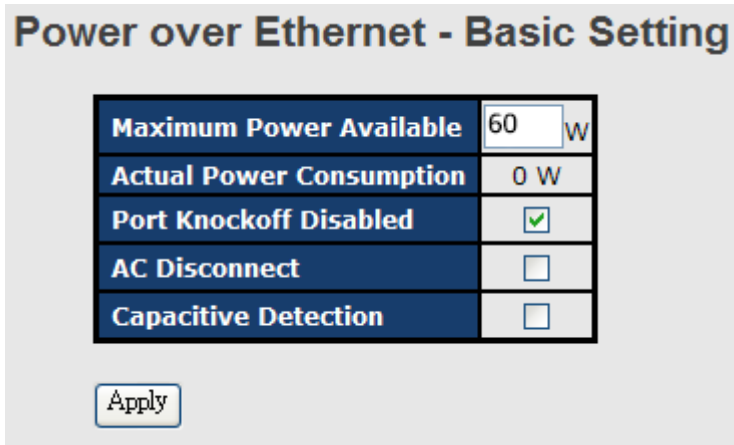 Power over Ethernet - Basic Setting
Maximum Power Available 60 W
Actual Power Consumption 0 W
Port Knockoff Disabled
AC Disconnect
Capacitive Detection
Apply